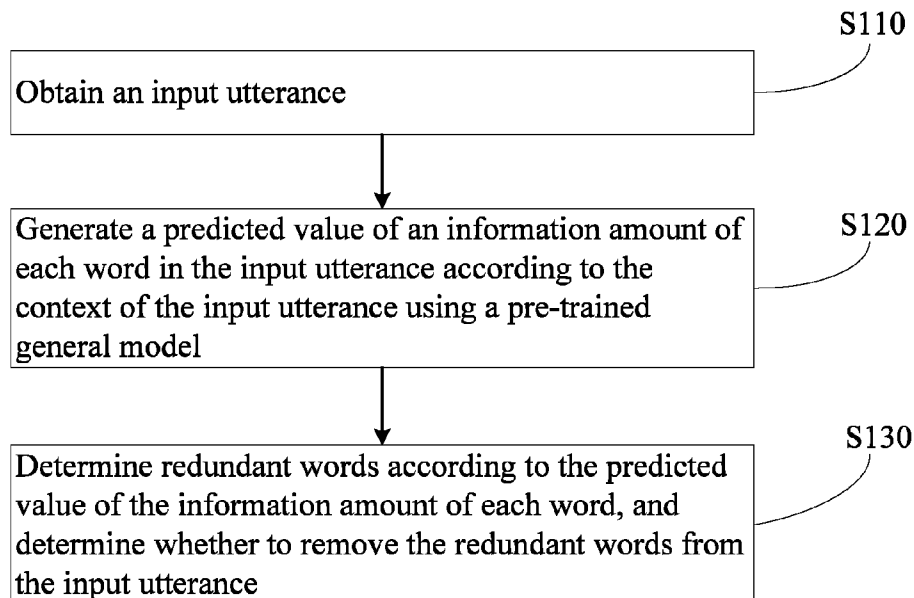 S110
Obtain an input utterance
S120
Generate a predicted value of an information amount of
each word in the input utterance according to the
context of the input utterance using a pre-trained
general model
S130
Determine redundant words according to the predicted
value of the information amount of each word, and
determine whether to remove the redundant words from
the input utterance